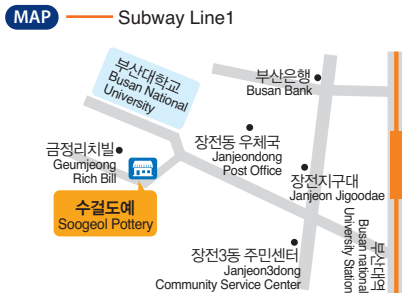 MAP
Subway Line1
부산대학교
Busan National
University
부산은행
Busan Bank
장전동 우체국
Janjeondong
Post Office
금정리치빌
Geumjeong
Rich Bill
장전지구대
Janjeon Jigoodae
수걸도예
Soogeol Pottery
부산대역
Busan national
University Station
장전3동 주민센터
Janjeon3dong
Community Service Center